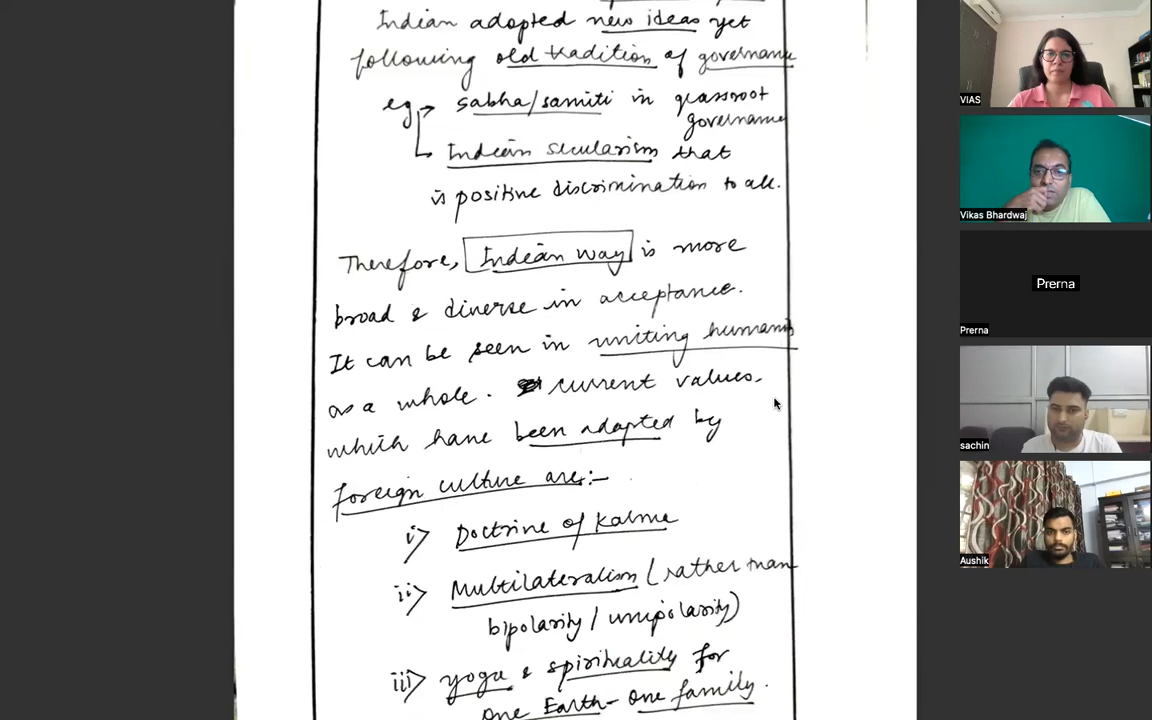 Indian adopted new ideas yet
following old tradition of governance
eg → sabha/samiti in grassroot
governance
Indian secularism that
is positive discrimination to all.
Therefore, Indian way is more
broad & diverse in acceptance.
It can be seen in uniting humanity
as a whole. current values.
which have been adapted by
foreign culture are:-
i> Doctrine of Karma
ii> Multilateralism (rather than
bipolarity / unipolarity)
iii> yoga & spirituality for
one Earth - one family.
VIAS
Vikas Bhardwaj
Prerna
Prerna
sachin
Aushik